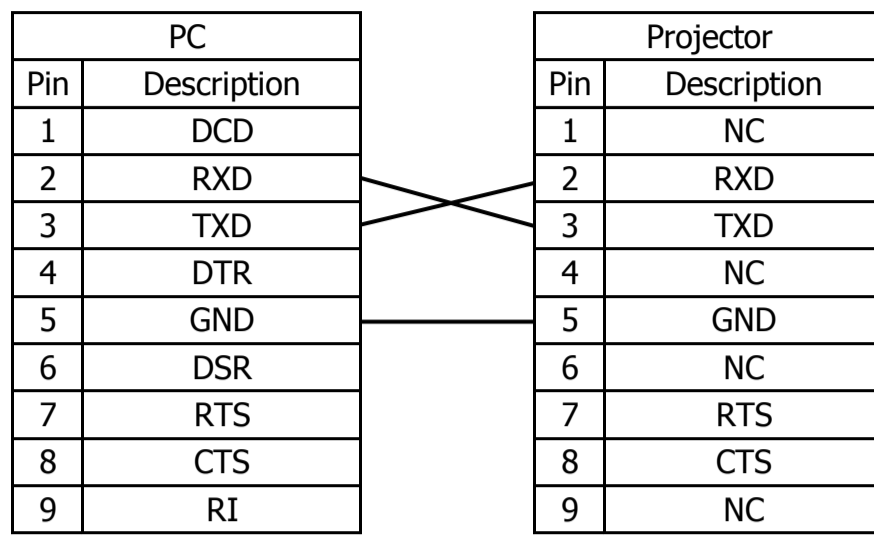 PC Projector
Pin Description Pin Description
1 DCD 1 NC
2 RXD 2 RXD
3 TXD 3 TXD
4 DTR 4 NC
5 GND 5 GND
6 DSR 6 NC
7 RTS 7 RTS
8 CTS 8 CTS
9 RI 9 NC